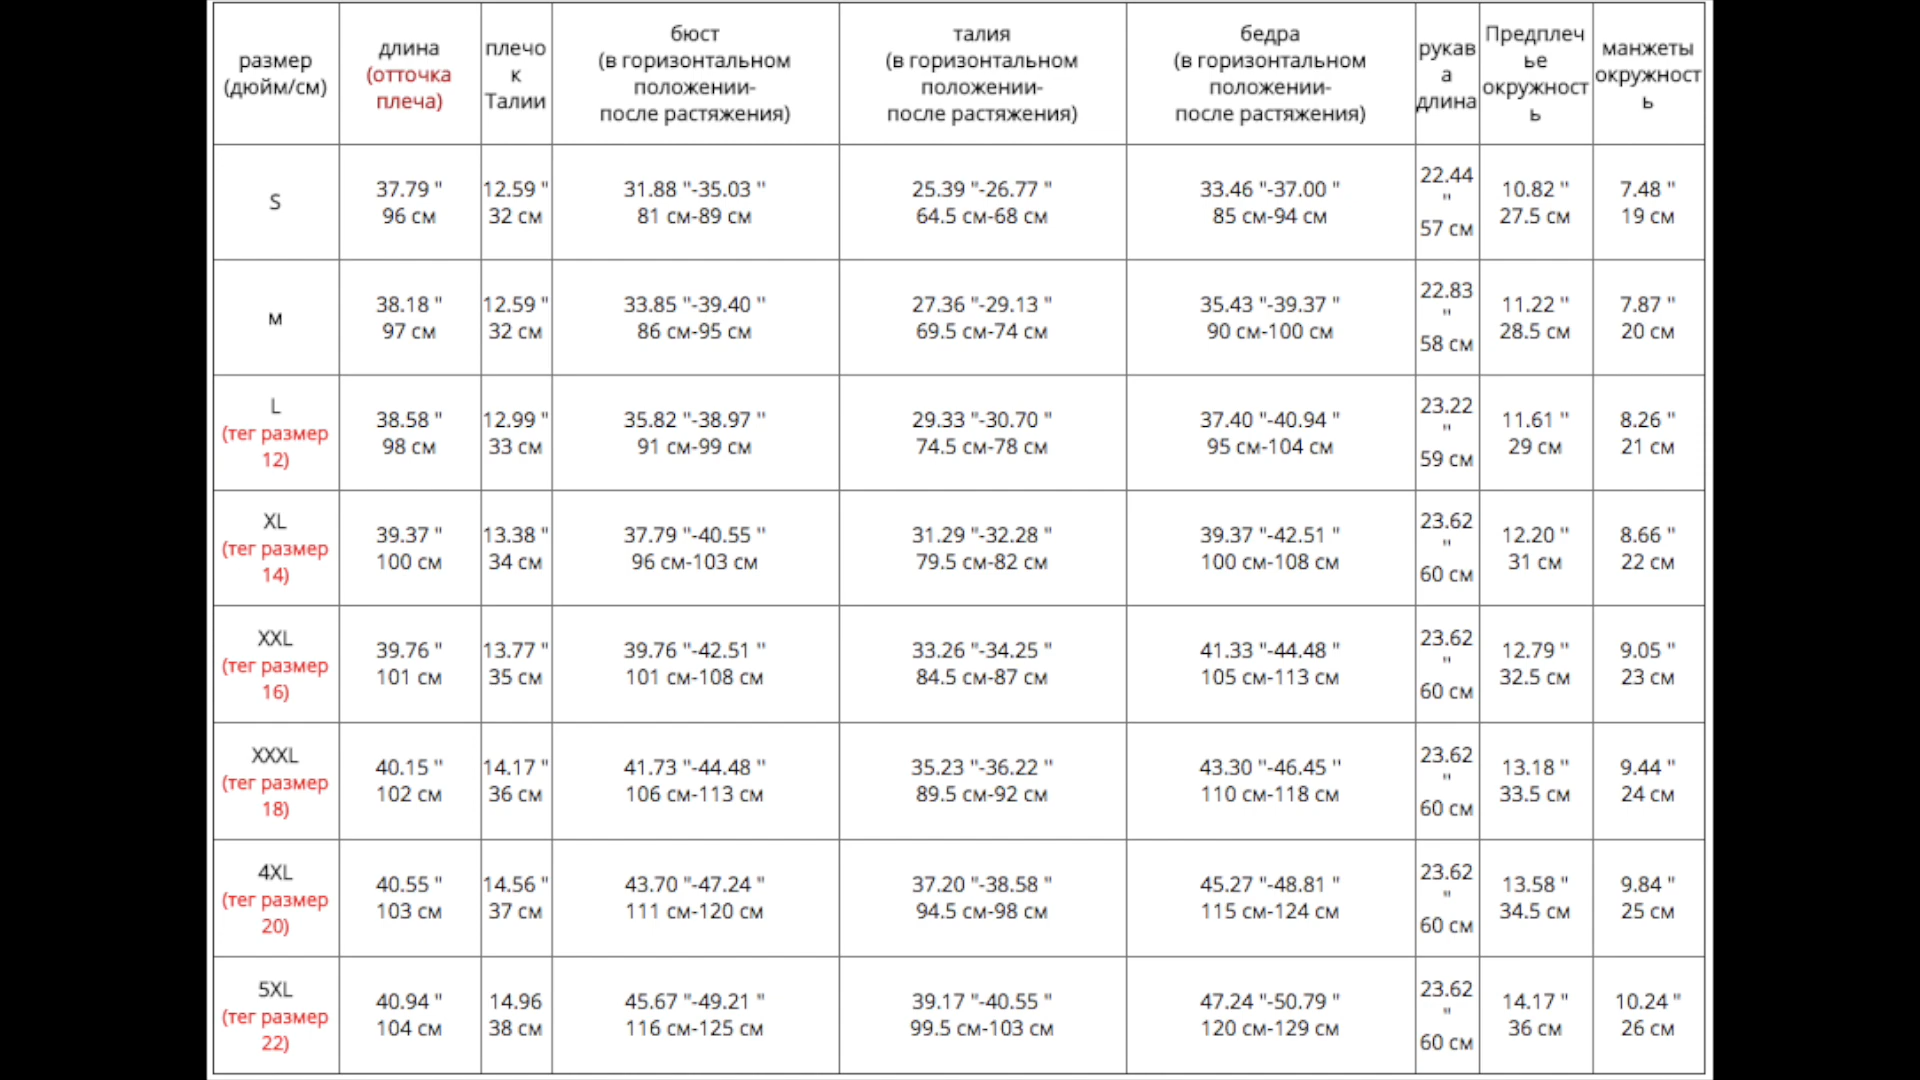 размер
(дюйм/см)
длина
(отточка
плеча)
плечо
к
Талии
бюст
(в горизонтальном
положении-
после растяжения)
талия
(в горизонтальном
положении-
после растяжения)
бедра
(в горизонтальном
положении-
после растяжения)
рукав
а
длина
Предплеч
ье
окружност
ь
манжеты
окружност
ь
S
37.79 "
96 см
12.59 "
32 см
31.88 "-35.03 "
81 см-89 см
25.39 "-26.77 "
64.5 см-68 см
33.46 "-37.00 "
85 см-94 см
22.44
"
57 см
10.82 "
27.5 см
7.48 "
19 см
м
38.18 "
97 см
12.59 "
32 см
33.85 "-39.40 "
86 см-95 см
27.36 "-29.13 "
69.5 см-74 см
35.43 "-39.37 "
90 см-100 см
22.83
"
58 см
11.22 "
28.5 см
7.87 "
20 см
L
(тег размер
12)
38.58 "
98 см
12.99 "
33 см
35.82 "-38.97 "
91 см-99 см
29.33 "-30.70 "
74.5 см-78 см
37.40 "-40.94 "
95 см-104 см
23.22
"
59 см
11.61 "
29 см
8.26 "
21 см
XL
(тег размер
14)
39.37 "
100 см
13.38 "
34 см
37.79 "-40.55 "
96 см-103 см
31.29 "-32.28 "
79.5 см-82 см
39.37 "-42.51 "
100 см-108 см
23.62
"
60 см
12.20 "
31 см
8.66 "
22 см
XXL
(тег размер
16)
39.76 "
101 см
13.77 "
35 см
39.76 "-42.51 "
101 см-108 см
33.26 "-34.25 "
84.5 см-87 см
41.33 "-44.48 "
105 см-113 см
23.62
"
60 см
12.79 "
32.5 см
9.05 "
23 см
XXXL
(тег размер
18)
40.15 "
102 см
14.17 "
36 см
41.73 "-44.48 "
106 см-113 см
35.23 "-36.22 "
89.5 см-92 см
43.30 "-46.45 "
110 см-118 см
23.62
"
60 см
13.18 "
33.5 см
9.44 "
24 см
4XL
(тег размер
20)
40.55 "
103 см
14.56 "
37 см
43.70 "-47.24 "
111 см-120 см
37.20 "-38.58 "
94.5 см-98 см
45.27 "-48.81 "
115 см-124 см
23.62
"
60 см
13.58 "
34.5 см
9.84 "
25 см
5XL
(тег размер
22)
40.94 "
104 см
14.96
38 см
45.67 "-49.21 "
116 см-125 см
39.17 "-40.55 "
99.5 см-103 см
47.24 "-50.79 "
120 см-129 см
23.62
"
60 см
14.17 "
36 см
10.24 "
26 см